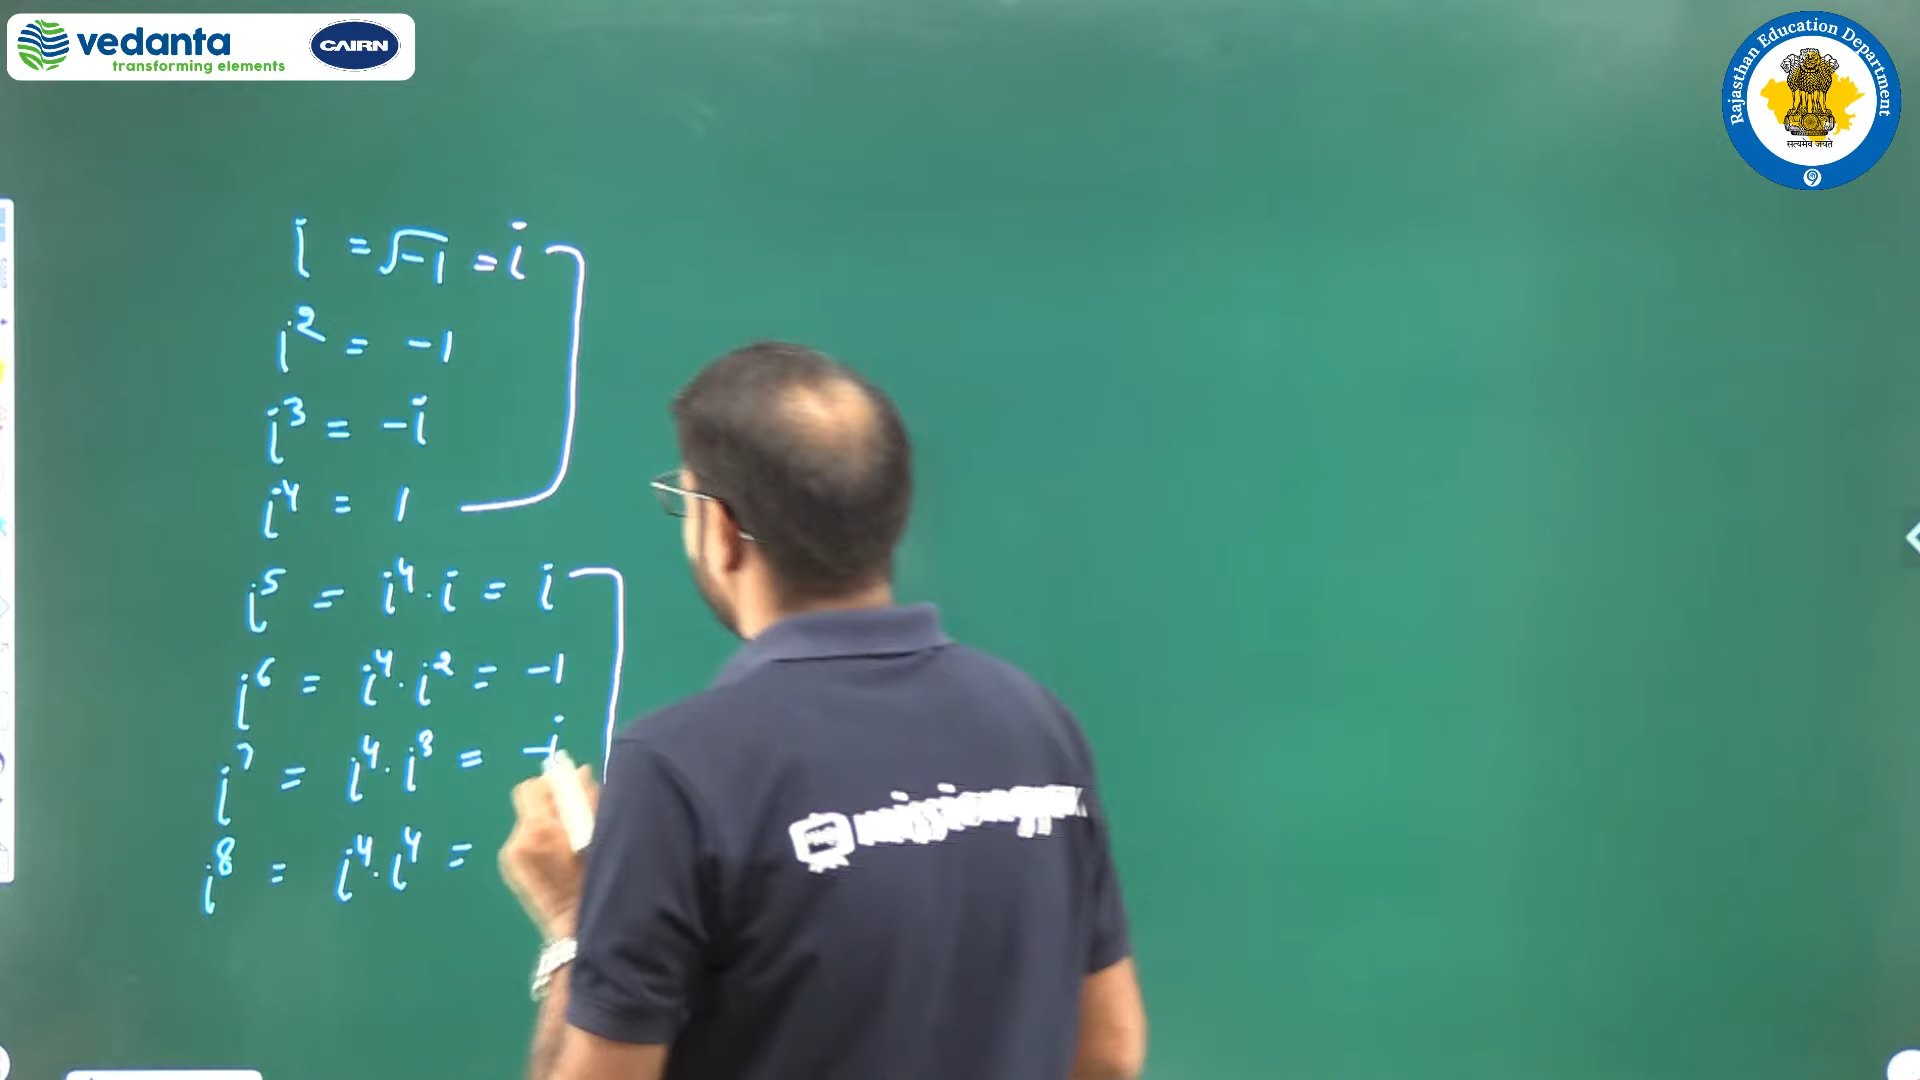 vedanta
transforming elements
CAIRN
Rajasthan Education Department
सत्यमेव जयते
i = √-1 = i
i² = -1
i³ = -i
i⁴ = 1
i⁵ = i⁴ · i = i
i⁶ = i⁴ · i² = -1
i⁷ = i⁴ · i³ = -i
i⁸ = i⁴ · i⁴ =